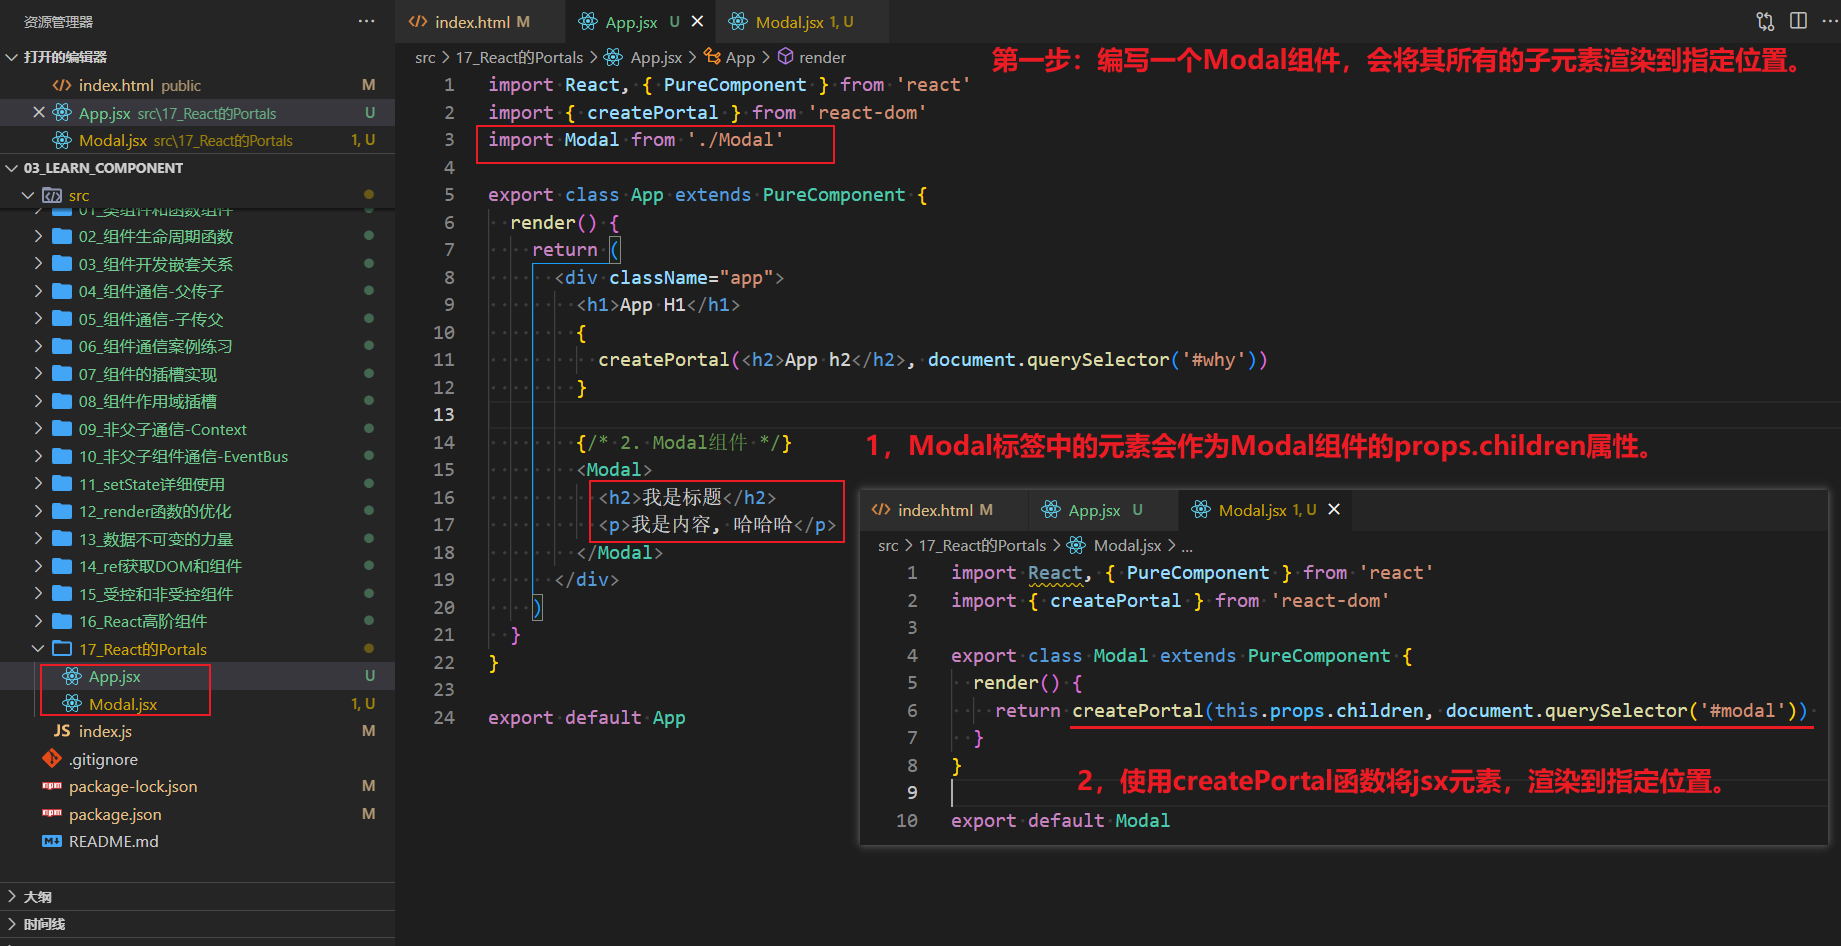 资源管理器
打开的编辑器
index.html public M
App.jsx src\17_React的Portals U
Modal.jsx src\17_React的Portals 1, U
03_LEARN_COMPONENT
src
01_类组件和函数组件
02_组件生命周期函数
03_组件开发嵌套关系
04_组件通信-父传子
05_组件通信-子传父
06_组件通信案例练习
07_组件的插槽实现
08_组件作用域插槽
09_非父子通信-Context
10_非父子组件通信-EventBus
11_setState详细使用
12_render函数的优化
13_数据不可变的力量
14_ref获取DOM和组件
15_受控和非受控组件
16_React高阶组件
17_React的Portals
App.jsx U
Modal.jsx 1, U
JS index.js M
.gitignore
package-lock.json M
package.json M
README.md
大纲
时间线
index.html M App.jsx U Modal.jsx 1, U
src > 17_React的Portals > App.jsx > App > render
第一步：编写一个Modal组件，会将其所有的子元素渲染到指定位置。
1 import React, { PureComponent } from 'react'
2 import { createPortal } from 'react-dom'
3 import Modal from './Modal'
4
5 export class App extends PureComponent {
6 render() {
7 return (
8 <div className="app">
9 <h1>App H1</h1>
10 {
11 createPortal(<h2>App h2</h2>, document.querySelector('#why'))
12 }
13
14 {/* 2. Modal组件 */}
15 <Modal>
16 <h2>我是标题</h2>
17 <p>我是内容, 哈哈哈</p>
18 </Modal>
19 </div>
20 )
21 }
22 }
23
24 export default App
1，Modal标签中的元素会作为Modal组件的props.children属性。
index.html M App.jsx U Modal.jsx 1, U
src > 17_React的Portals > Modal.jsx > ...
1 import React, { PureComponent } from 'react'
2 import { createPortal } from 'react-dom'
3
4 export class Modal extends PureComponent {
5 render() {
6 return createPortal(this.props.children, document.querySelector('#modal'))
7 }
8 }
9
10 export default Modal
2，使用createPortal函数将jsx元素，渲染到指定位置。